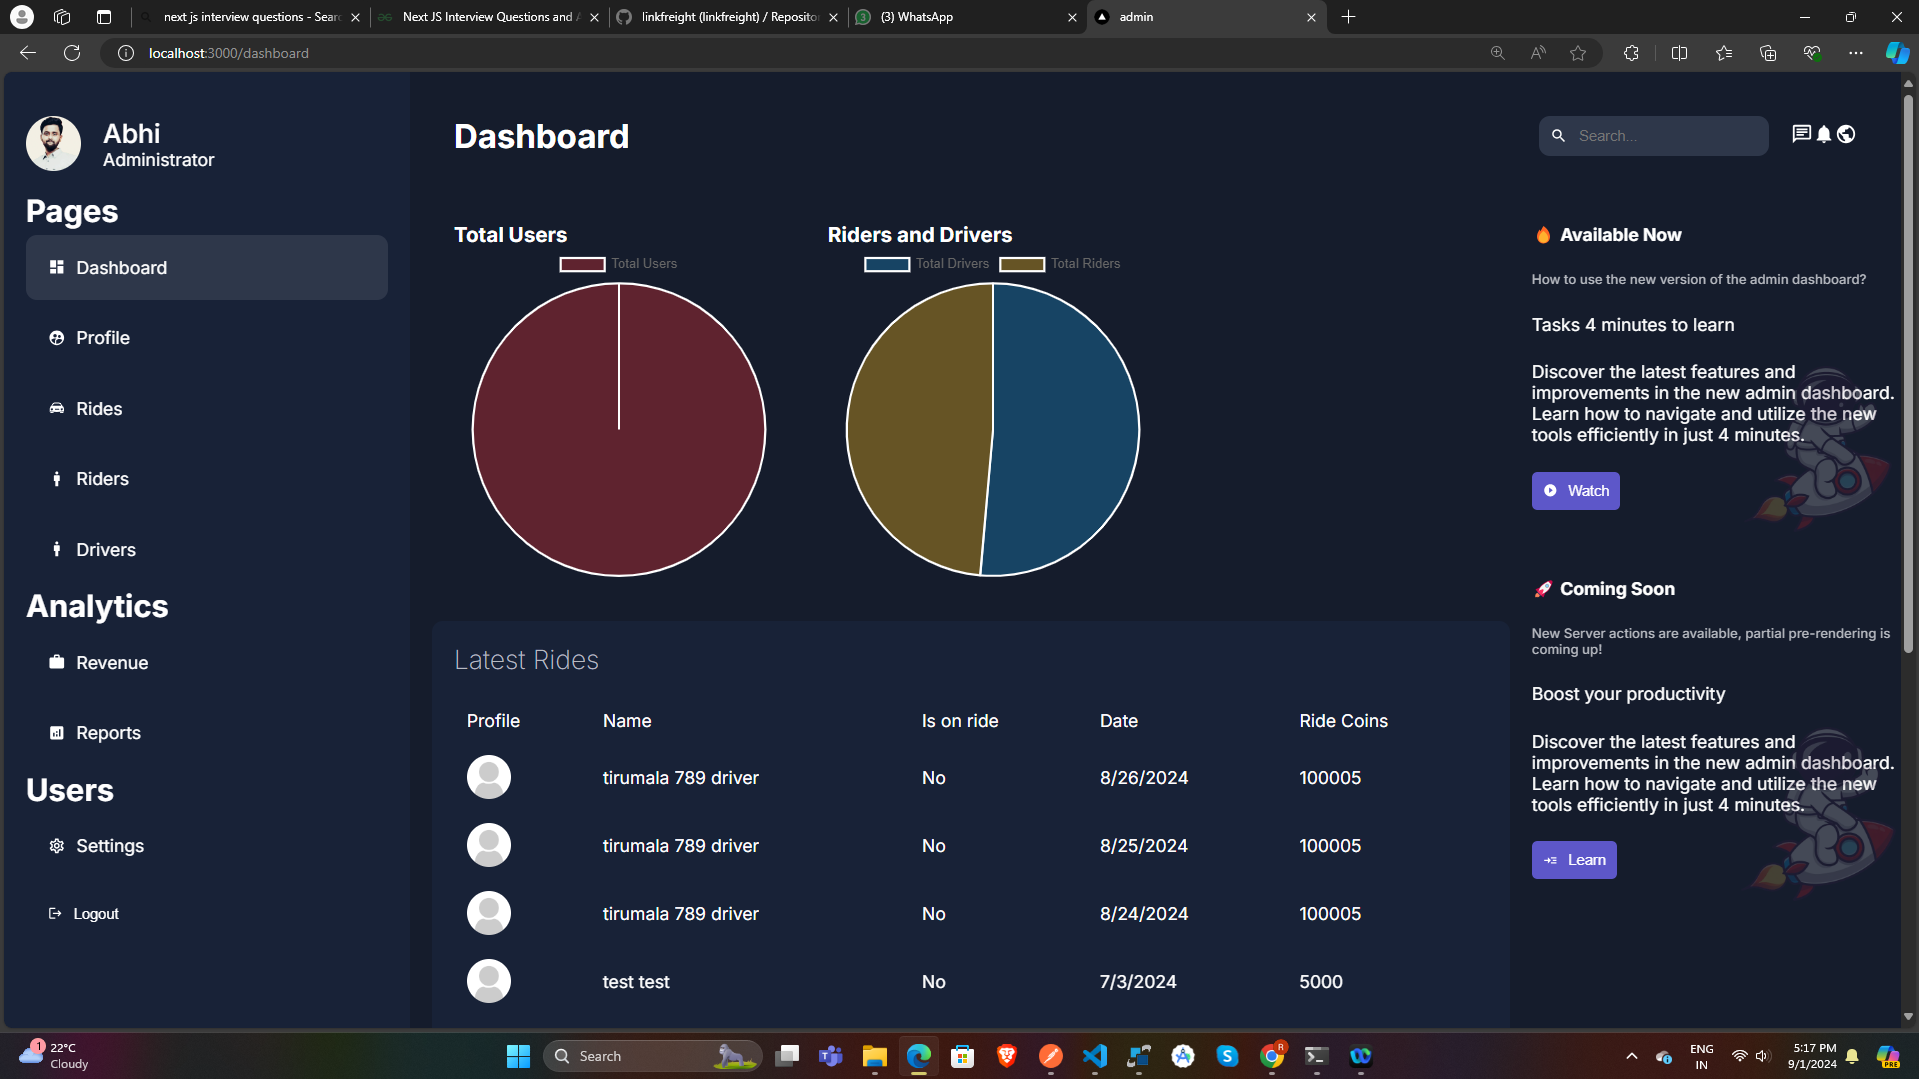 next js interview questions - Sear
Next JS Interview Questions and A
linkfreight (linkfreight) / Reposito
(3) WhatsApp
admin
localhost:3000/dashboard
Abhi
Administrator
Pages
Dashboard
Profile
Rides
Riders
Drivers
Analytics
Revenue
Reports
Users
Settings
Logout
Dashboard
Search...
Total Users
Total Users
Riders and Drivers
Total Drivers Total Riders
Latest Rides
Profile Name Is on ride Date Ride Coins
tirumala 789 driver No 8/26/2024 100005
tirumala 789 driver No 8/25/2024 100005
tirumala 789 driver No 8/24/2024 100005
test test No 7/3/2024 5000
🔥 Available Now
How to use the new version of the admin dashboard?
Tasks 4 minutes to learn
Discover the latest features and
improvements in the new admin dashboard.
Learn how to navigate and utilize the new
tools efficiently in just 4 minutes.
Watch
🚀 Coming Soon
New Server actions are available, partial pre-rendering is
coming up!
Boost your productivity
Discover the latest features and
improvements in the new admin dashboard.
Learn how to navigate and utilize the new
tools efficiently in just 4 minutes.
Learn
1
22°C
Cloudy
Search
ENG
IN
5:17 PM
9/1/2024